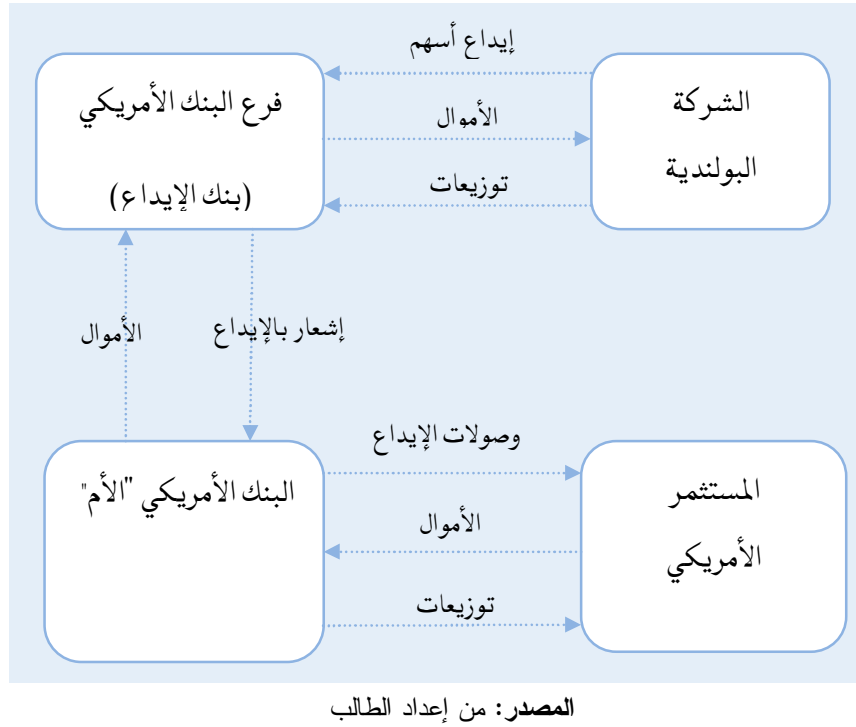 إيداع أسهم
الشركة
البولندية
فرع البنك الأمريكي
(بنك الإيداع)
الأموال
توزيعات
إشعار بالإيداع
الأموال
وصولات الإيداع
المستثمر
الأمريكي
البنك الأمريكي "الأم"
الأموال
توزيعات
المصدر: من إعداد الطالب